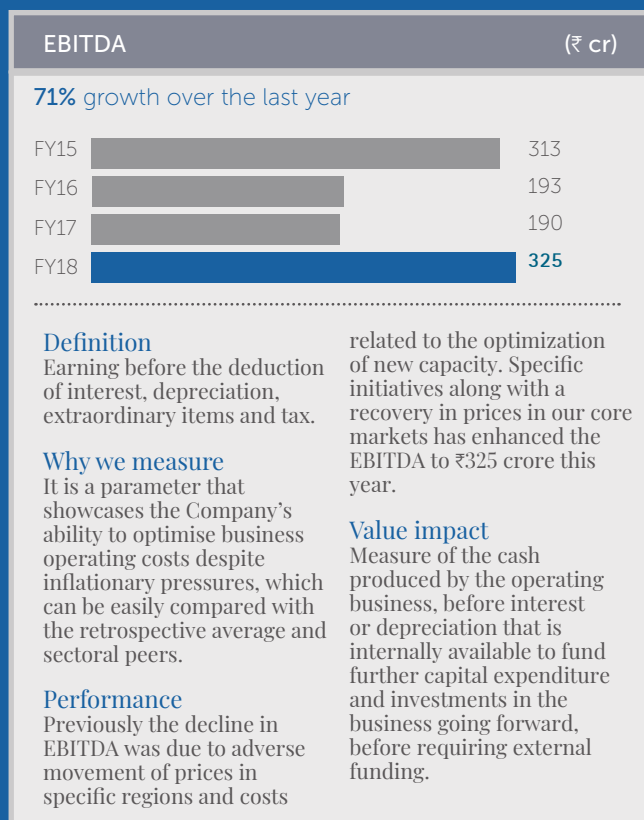 EBITDA (₹ cr)
71% growth over the last year
FY15 313
FY16 193
FY17 190
FY18 325
Definition
Earning before the deduction
of interest, depreciation,
extraordinary items and tax.
Why we measure
It is a parameter that
showcases the Company's
ability to optimise business
operating costs despite
inflationary pressures, which
can be easily compared with
the retrospective average and
sectoral peers.
Performance
Previously the decline in
EBITDA was due to adverse
movement of prices in
specific regions and costs
related to the optimization
of new capacity. Specific
initiatives along with a
recovery in prices in our core
markets has enhanced the
EBITDA to ₹325 crore this
year.
Value impact
Measure of the cash
produced by the operating
business, before interest
or depreciation that is
internally available to fund
further capital expenditure
and investments in the
business going forward,
before requiring external
funding.